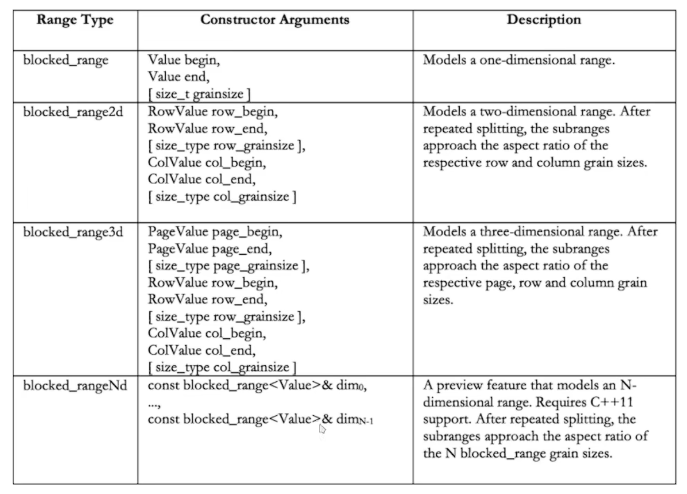 Range Type Constructor Arguments Description
blocked_range
Value begin,
Value end,
[ size_t grainsize ]
Models a one-dimensional range.
blocked_range2d
RowValue row_begin,
RowValue row_end,
[ size_type row_grainsize ],
ColValue col_begin,
ColValue col_end,
[ size_type col_grainsize ]
Models a two-dimensional range. After
repeated splitting, the subranges
approach the aspect ratio of the
respective row and column grain sizes.
blocked_range3d
PageValue page_begin,
PageValue page_end,
[ size_type page_grainsize ],
RowValue row_begin,
RowValue row_end,
[ size_type row_grainsize ],
ColValue col_begin,
ColValue col_end,
[ size_type col_grainsize ]
Models a three-dimensional range. After
repeated splitting, the subranges
approach the aspect ratio of the
respective page, row and column grain
sizes.
blocked_rangeNd
const blocked_range<Value>& dim₀,
...,
const blocked_range<Value>& dimN-1
A preview feature that models an N-
dimensional range. Requires C++11
support. After repeated splitting, the
subranges approach the aspect ratio of
the N blocked_range grain sizes.